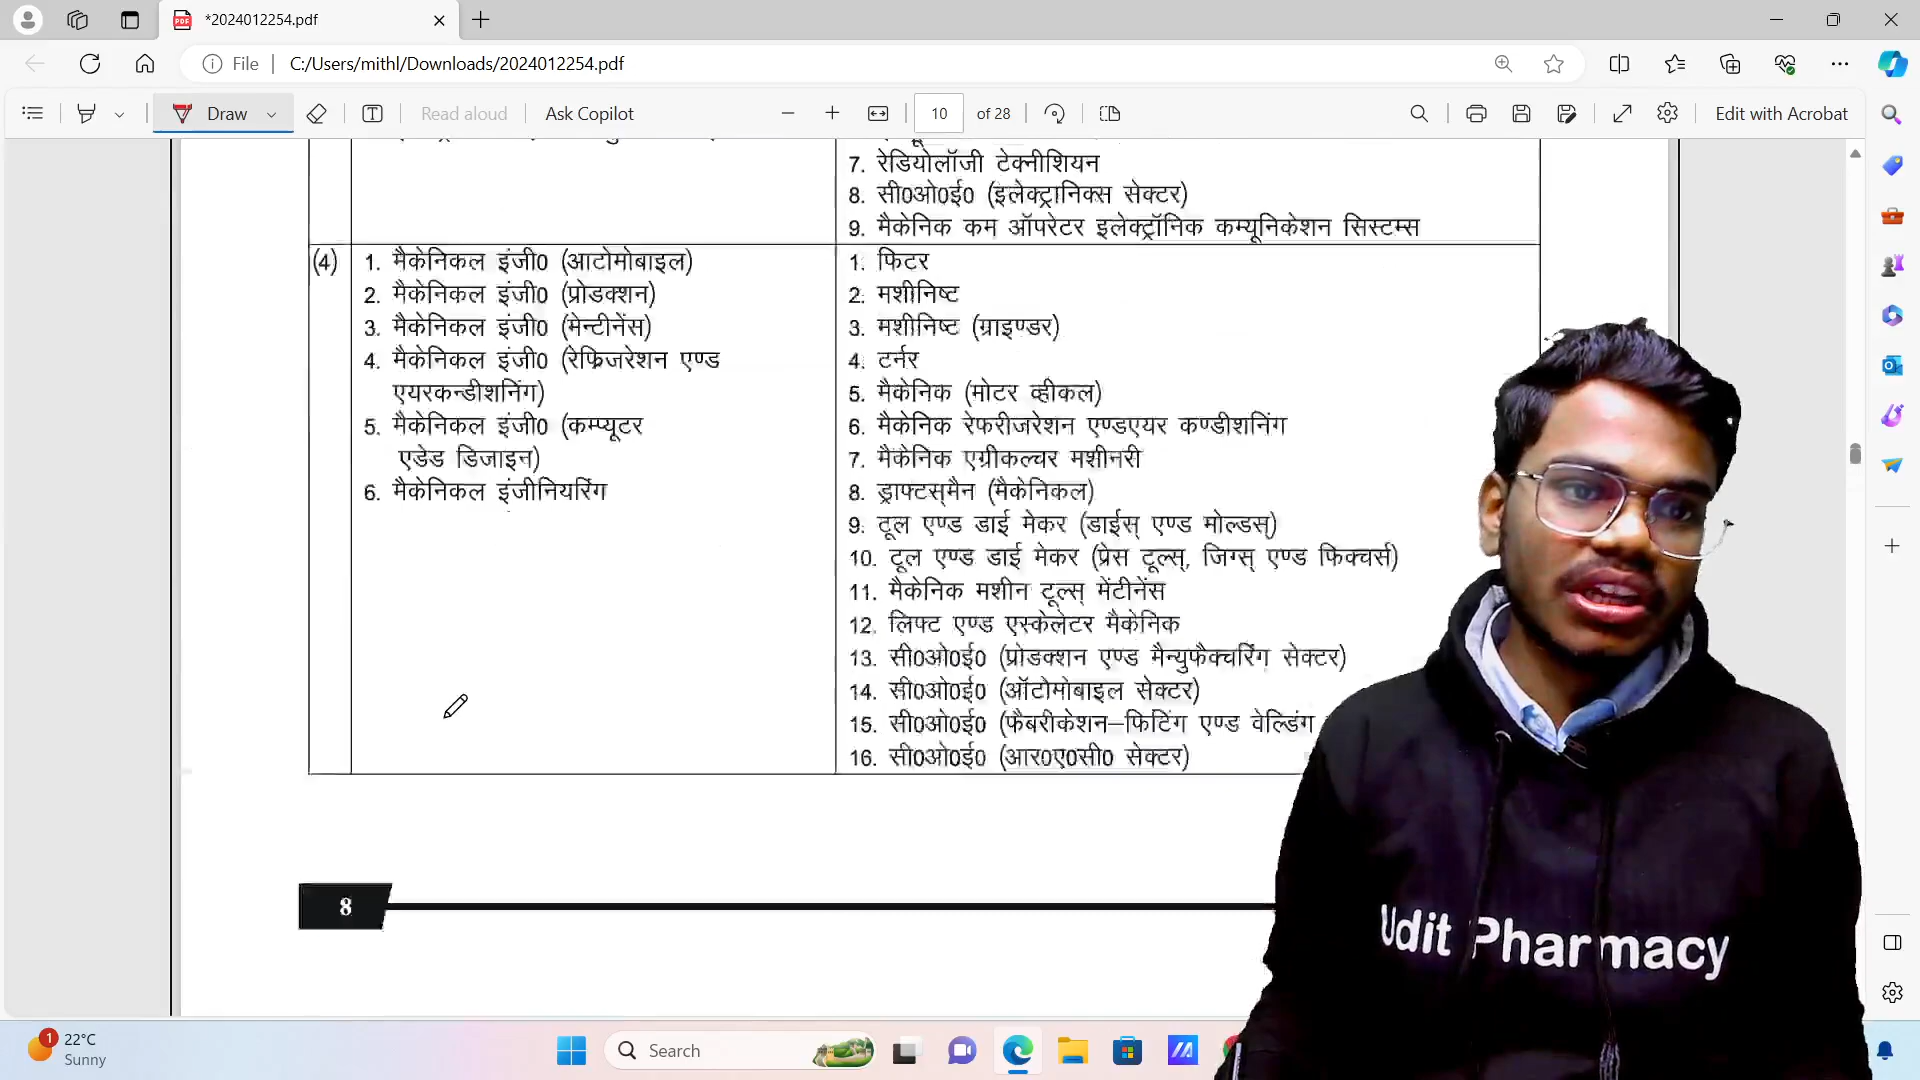 *2024012254.pdf
File
C:/Users/mithl/Downloads/2024012254.pdf
Draw
Read aloud
Ask Copilot
10 of 28
Edit with Acrobat
7. रेडियोलॉजी टेक्नीशियन
8. सी0ओ0ई0 (इलेक्ट्रानिक्स सेक्टर)
9. मैकेनिक कम ऑपरेटर इलेक्ट्रॉनिक कम्यूनिकेशन सिस्टम्स
(4)
1. मैकेनिकल इंजी0 (आटोमोबाइल)
2. मैकेनिकल इंजी0 (प्रोडक्शन)
3. मैकेनिकल इंजी0 (मेन्टीनेंस)
4. मैकेनिकल इंजी0 (रेफ्रिजरेशन एण्ड
एयरकन्डीशनिंग)
5. मैकेनिकल इंजी0 (कम्प्यूटर
एडेड डिजाइन)
6. मैकेनिकल इंजीनियरिंग
1. फिटर
2. मशीनिष्ट
3. मशीनिष्ट (ग्राइण्डर)
4. टर्नर
5. मैकेनिक (मोटर व्हीकल)
6. मैकेनिक रेफरीजरेशन एण्डएयर कण्डीशनिंग
7. मैकेनिक एग्रीकल्चर मशीनरी
8. ड्राफ्टस्‌मैन (मैकेनिकल)
9. टूल एण्ड डाई मेकर (डाईस् एण्ड मोल्डस्)
10. टूल एण्ड डाई मेकर (प्रेस टूल्स्, जिग्स् एण्ड फिक्चर्स)
11. मैकेनिक मशीन टूल्स् मेंटीनेंस
12. लिफ्ट एण्ड एस्केलेटर मैकेनिक
13. सी0ओ0ई0 (प्रोडक्शन एण्ड मैन्युफैक्चरिंग सेक्टर)
14. सी0ओ0ई0 (ऑटोमोबाइल सेक्टर)
15. सी0ओ0ई0 (फैबरीकेशन–फिटिंग एण्ड वेल्डिंग
16. सी0ओ0ई0 (आर0ए0सी0 सेक्टर)
8
Udit Pharmacy
1
22°C
Sunny
Search